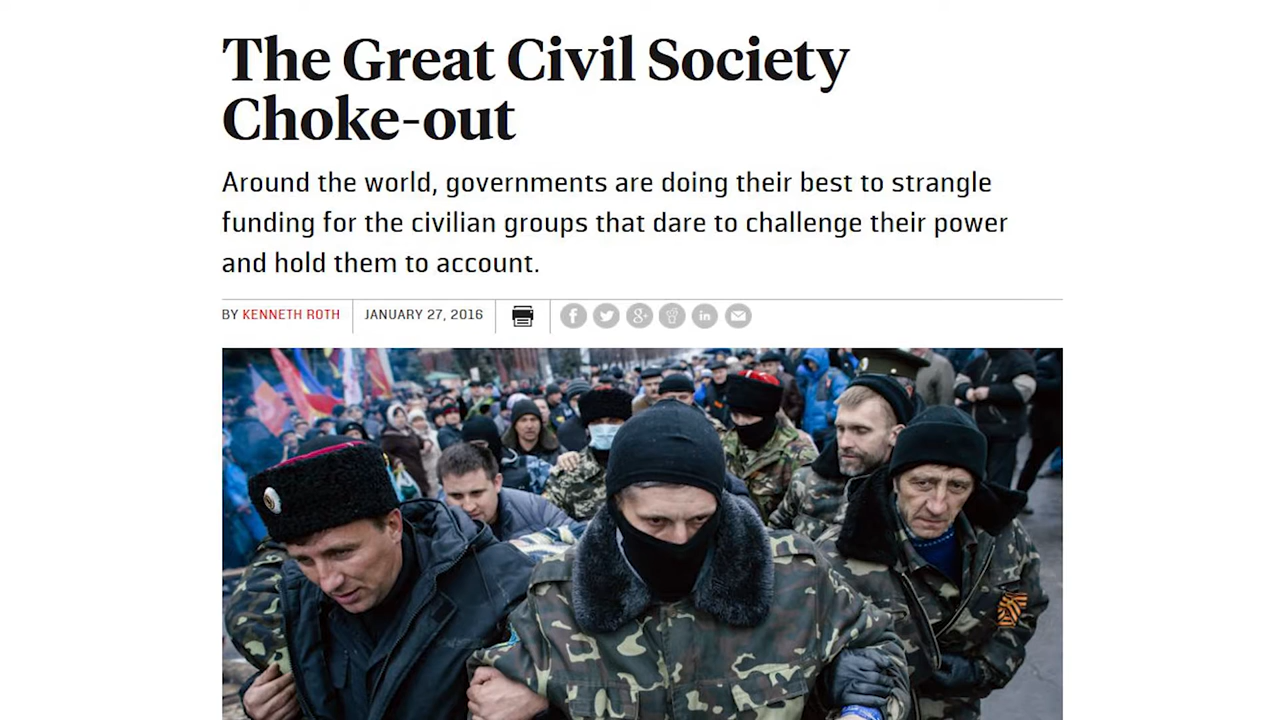 The Great Civil Society
Choke-out
Around the world, governments are doing their best to strangle
funding for the civilian groups that dare to challenge their power
and hold them to account.
BY KENNETH ROTH JANUARY 27, 2016